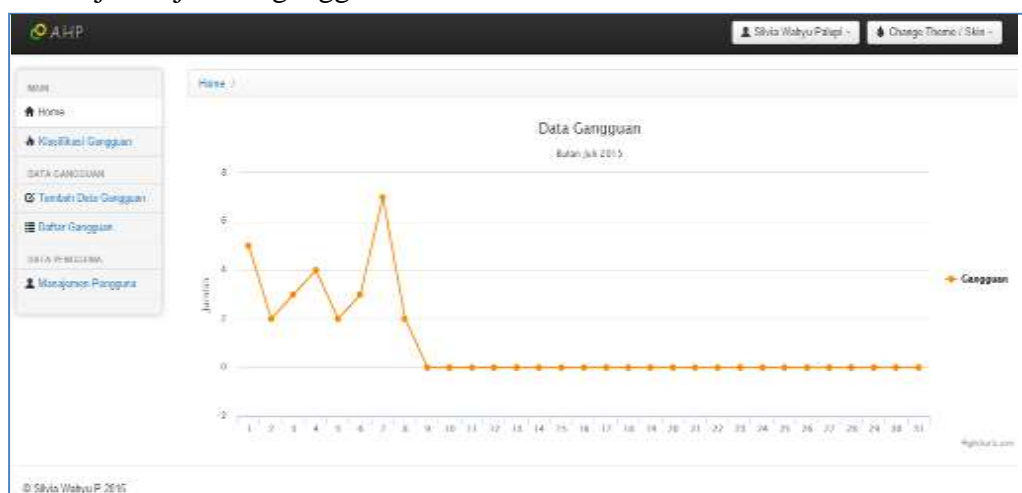 AHP
Silvia Wahyu Palupi
Change Theme / Skin
MAIN
Home
Klasifikasi Gangguan
DATA GANGGUAN
Tambah Data Gangguan
Daftar Gangguan
DATA PENGGUNA
Manajemen Pengguna
Home /
Data Gangguan
Bulan Juli 2015
8
6
4
2
0
-2
Jumlah
1 2 3 4 5 6 7 8 9 10 11 12 13 14 15 16 17 18 19 20 21 22 23 24 25 26 27 28 29 30 31
Gangguan
Highcharts.com
© Silvia Wahyu P 2015